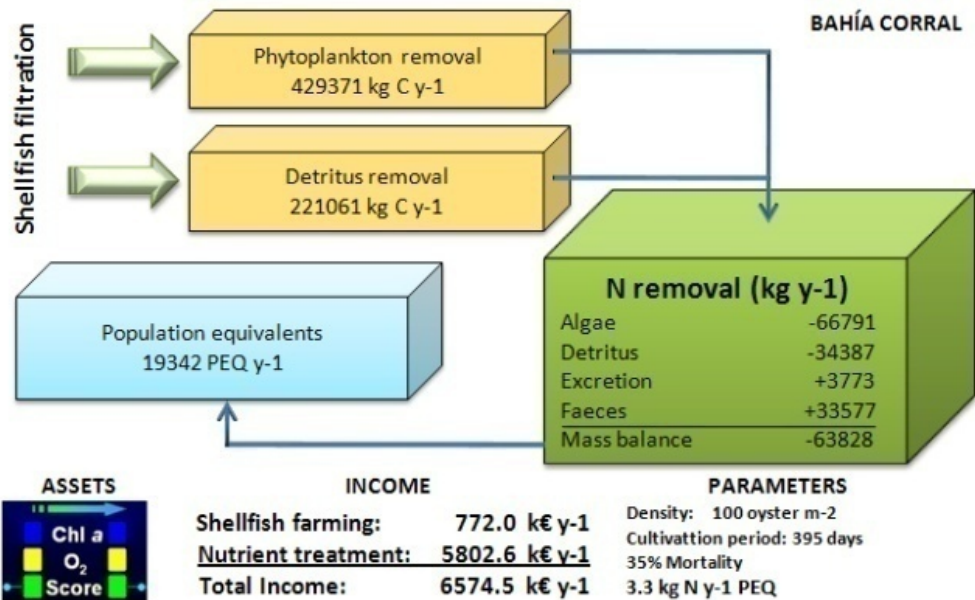 BAHÍA CORRAL
Shellfish filtration
Phytoplankton removal
429371 kg C y-1
Detritus removal
221061 kg C y-1
N removal (kg y-1)
Algae -66791
Detritus -34387
Excretion +3773
Faeces +33577
Mass balance -63828
Population equivalents
19342 PEQ y-1
ASSETS
Chl a
O2
Score
INCOME
Shellfish farming: 772.0 k€ y-1
Nutrient treatment: 5802.6 k€ y-1
Total Income: 6574.5 k€ y-1
PARAMETERS
Density: 100 oyster m-2
Cultivattion period: 395 days
35% Mortality
3.3 kg N y-1 PEQ